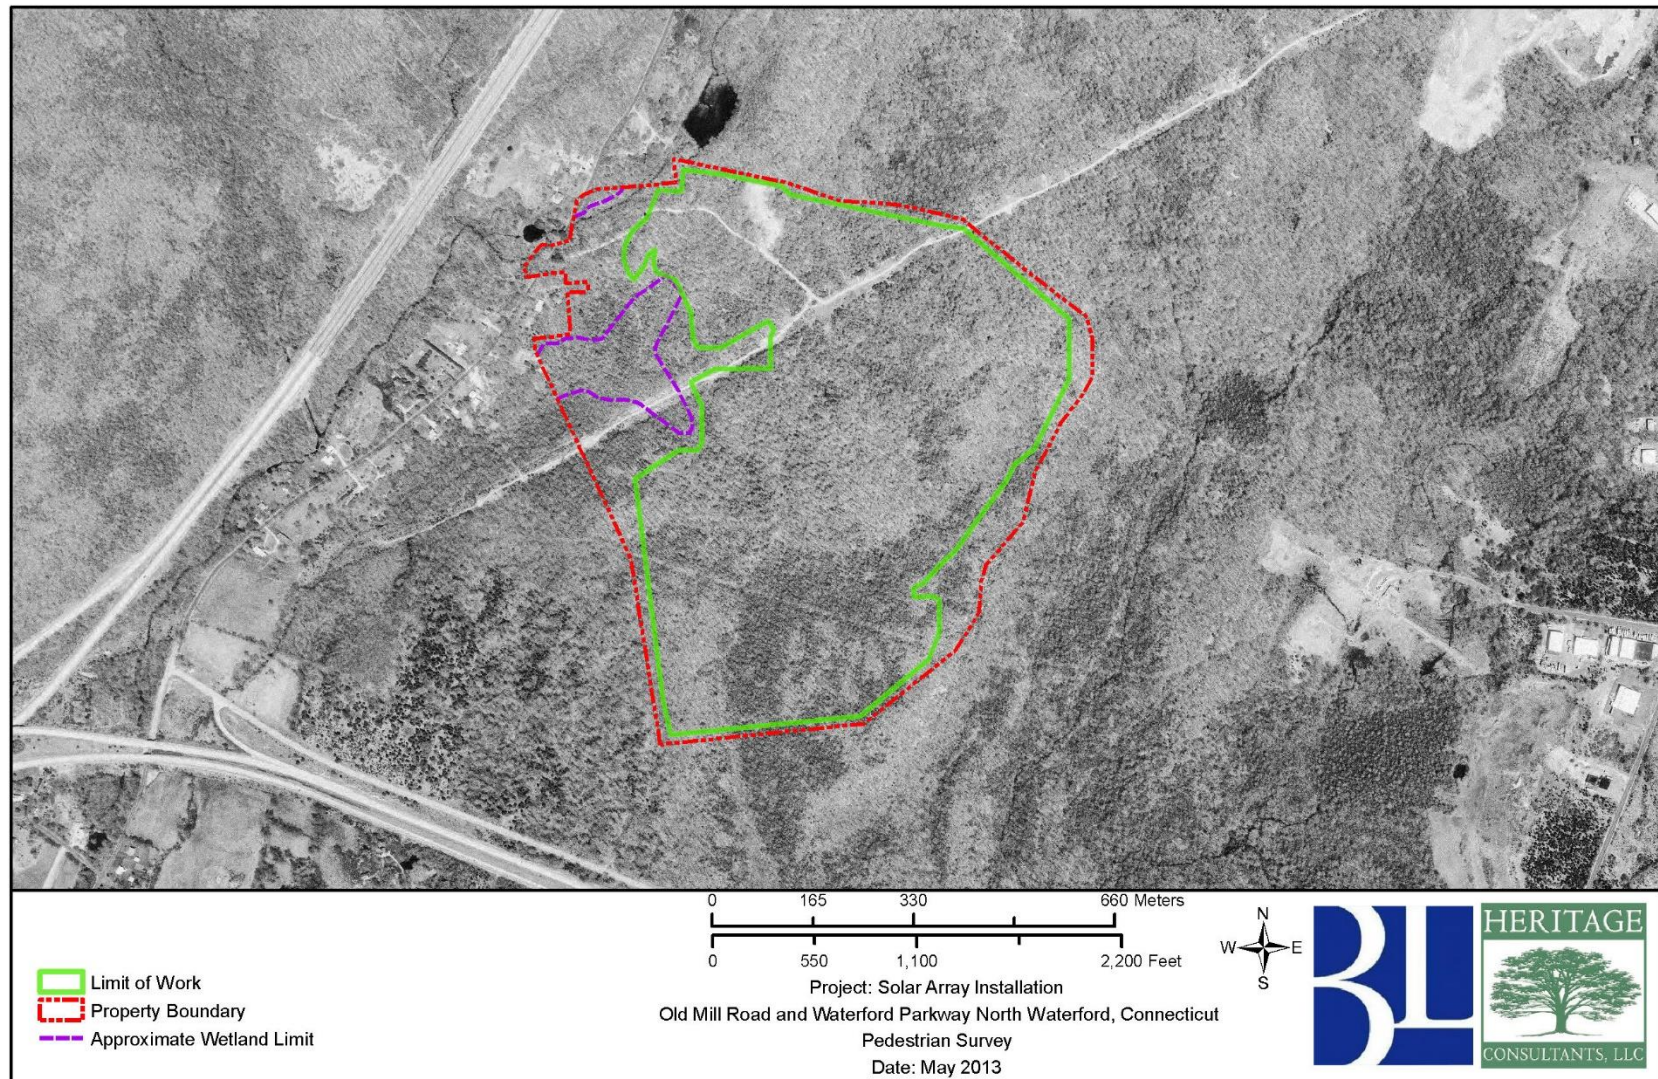 0 165 330 660 Meters
0 550 1,100 2,200 Feet
N
W E
S
Limit of Work
Property Boundary
Approximate Wetland Limit
Project: Solar Array Installation
Old Mill Road and Waterford Parkway North Waterford, Connecticut
Pedestrian Survey
Date: May 2013
BL
HERITAGE
CONSULTANTS, LLC